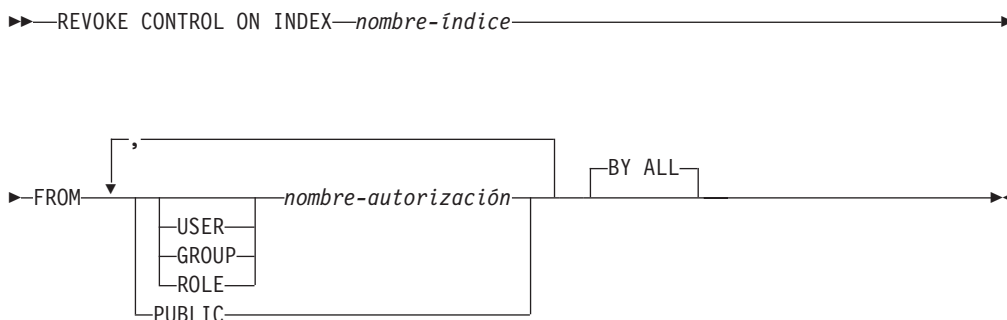 REVOKE CONTROL ON INDEX nombre-índice
,
BY ALL
FROM nombre-autorización
USER
GROUP
ROLE
PUBLIC